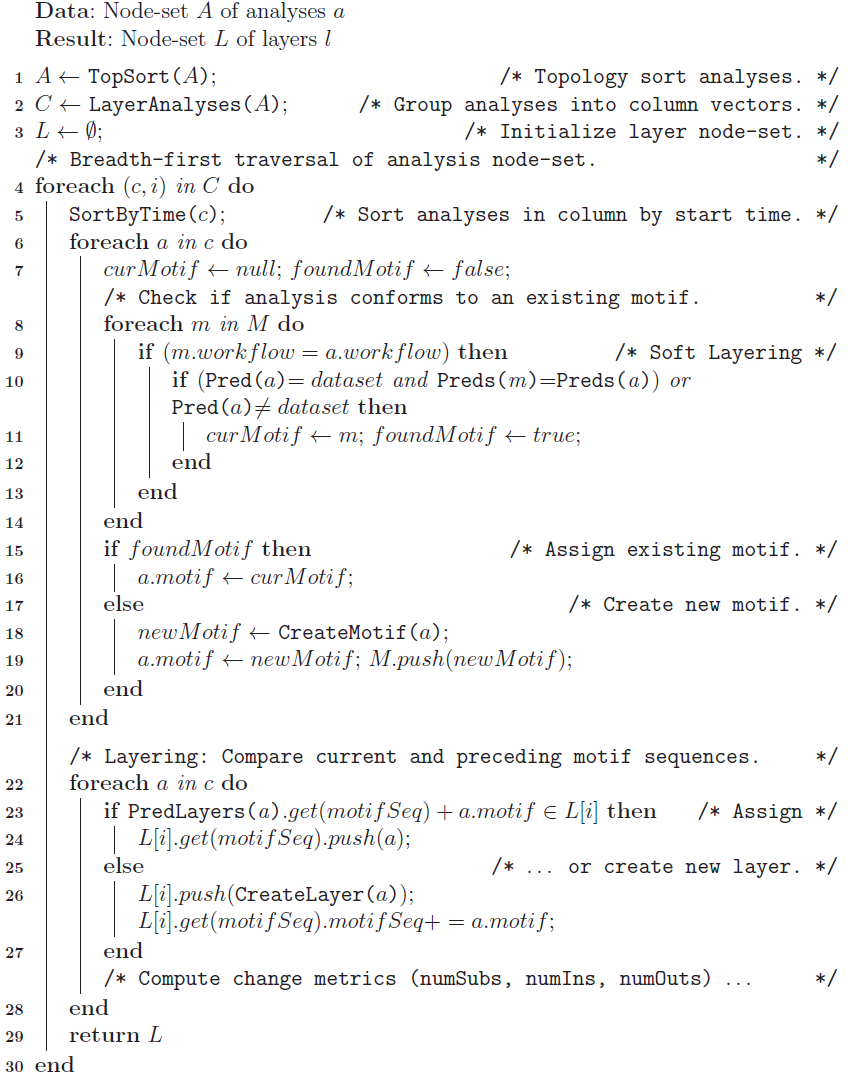 Data: Node-set A of analyses a
Result: Node-set L of layers l
1 A ← TopSort(A); /* Topology sort analyses. */
2 C ← LayerAnalyses(A); /* Group analyses into column vectors. */
3 L ← ∅; /* Initialize layer node-set. */
/* Breadth-first traversal of analysis node-set. */
4 foreach (c, i) in C do
5 SortByTime(c); /* Sort analyses in column by start time. */
6 foreach a in c do
7 curMotif ← null; foundMotif ← false;
/* Check if analysis conforms to an existing motif. */
8 foreach m in M do
9 if (m.workflow = a.workflow) then /* Soft Layering */
10 if (Pred(a)= dataset and Preds(m)=Preds(a)) or
Pred(a)≠ dataset then
11 curMotif ← m; foundMotif ← true;
12 end
13 end
14 end
15 if foundMotif then /* Assign existing motif. */
16 a.motif ← curMotif;
17 else /* Create new motif. */
18 newMotif ← CreateMotif(a);
19 a.motif ← newMotif; M.push(newMotif);
20 end
21 end
/* Layering: Compare current and preceding motif sequences. */
22 foreach a in c do
23 if PredLayers(a).get(motifSeq) + a.motif ∈ L[i] then /* Assign */
24 L[i].get(motifSeq).push(a);
25 else /* ... or create new layer. */
26 L[i].push(CreateLayer(a));
L[i].get(motifSeq).motifSeq+ = a.motif;
27 end
/* Compute change metrics (numSubs, numIns, numOuts) ... */
28 end
29 return L
30 end